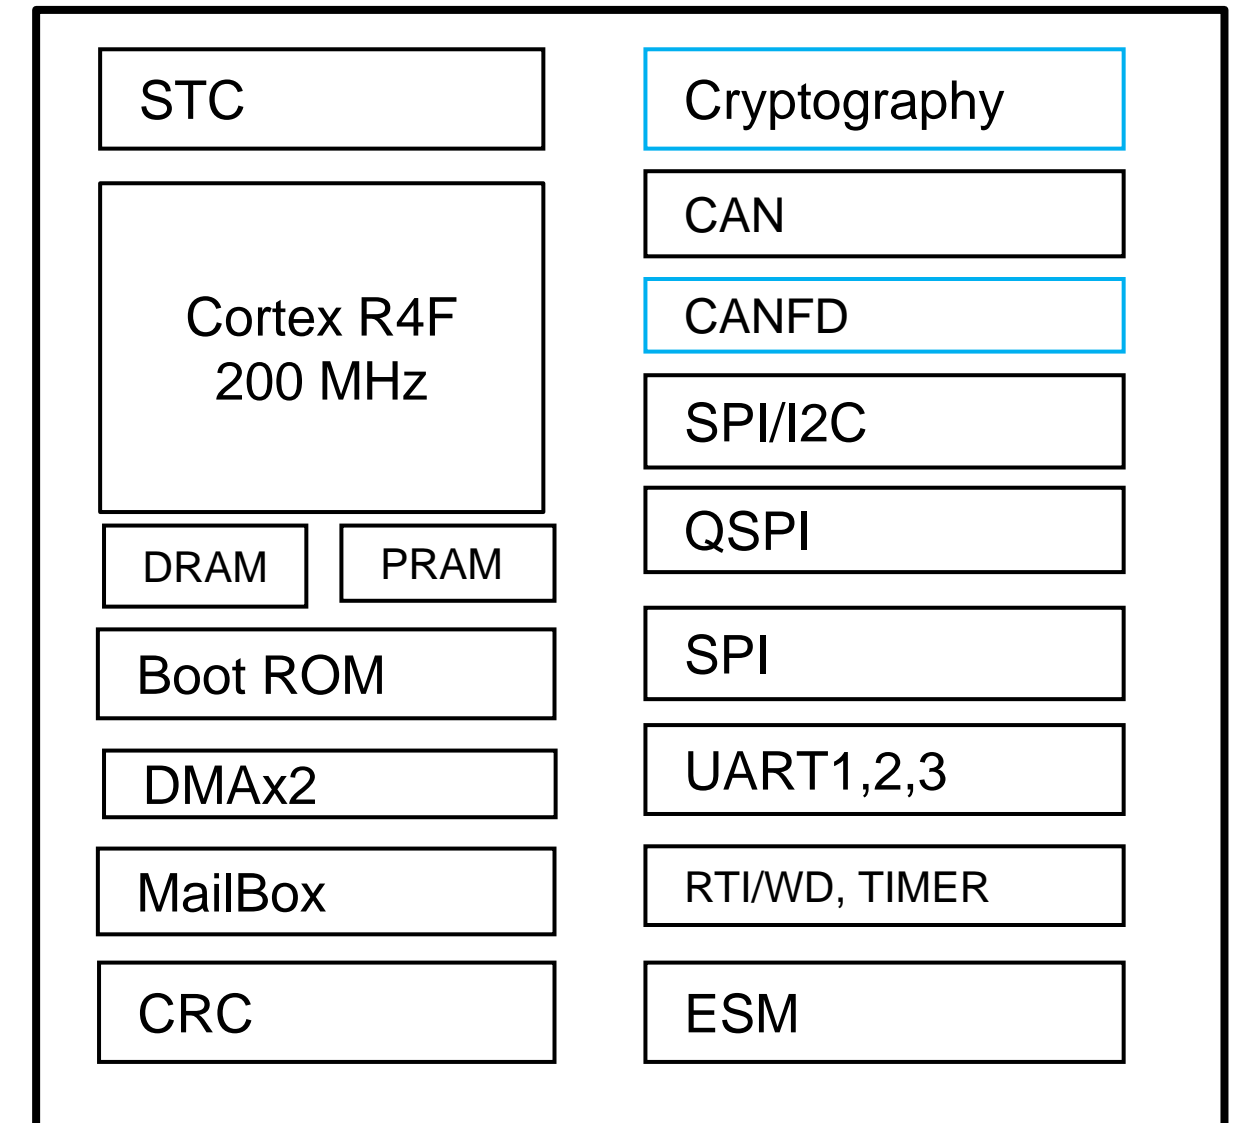 STC
Cortex R4F
200 MHz
DRAM
PRAM
Boot ROM
DMAx2
MailBox
CRC
Cryptography
CAN
CANFD
SPI/I2C
QSPI
SPI
UART1,2,3
RTI/WD, TIMER
ESM